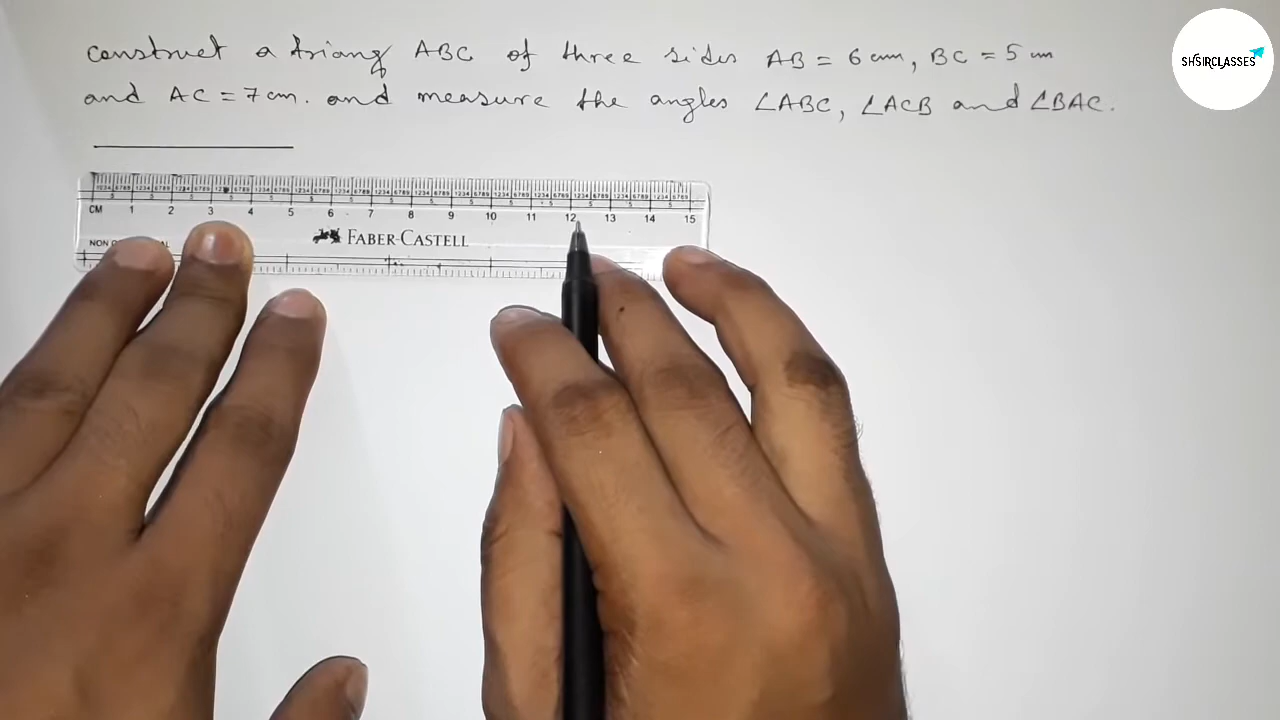 construct a triang ABC of three sides AB = 6 cm, BC = 5 cm
and AC = 7 cm. and measure the angles ∠ABC, ∠ACB and ∠BAC.
SHSIRCLASSES
CM 1 2 3 4 5 6 7 8 9 10 11 12 13 14 15
FABER-CASTELL